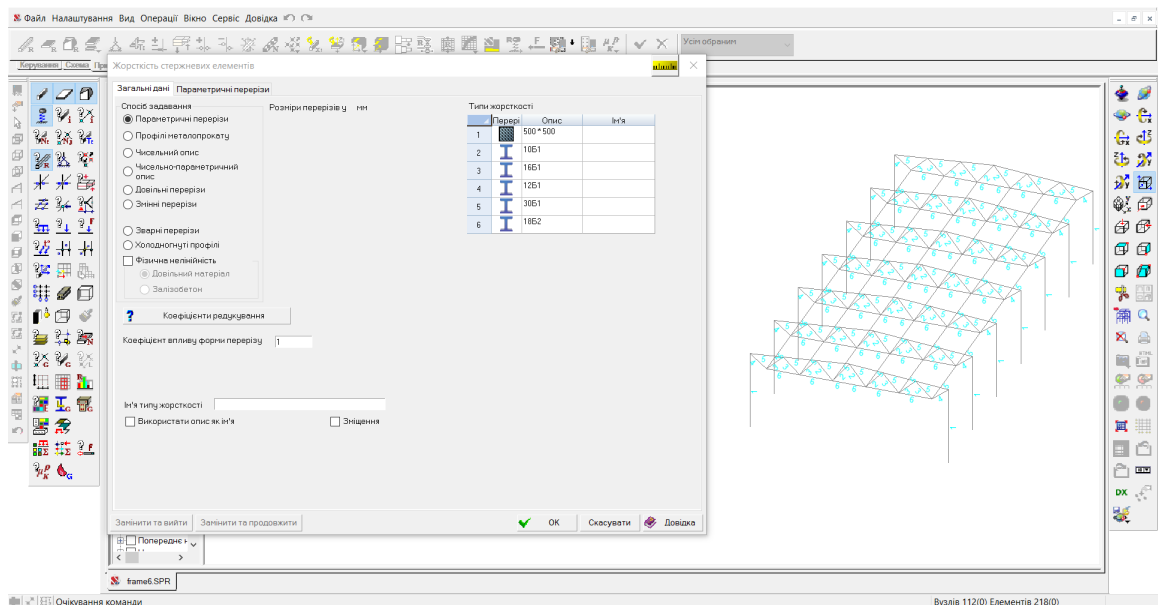 Файл Налаштування Вид Операції Вікно Сервіс Довідка
Усім обраним
Керування Схема
Жорсткість стержневих елементів
Загальні дані Параметричні перерізи
Спосіб задавання
Параметричні перерізи
Профілі металопрокату
Чисельний опис
Чисельно-параметричний
опис
Довільні перерізи
Змінні перерізи
Зварні перерізи
Холодногнуті профілі
Фізична нелінійність
Довільний матеріал
Залізобетон
Коефіцієнти редукування
Коефіцієнт впливу форми перерізу 1
Розміри перерізів у мм
Типи жорсткості
Перері Опис Ім'я
1 500 * 500
2 10Б1
3 16Б1
4 12Б1
5 30Б1
6 18Б2
Ім'я типу жорсткості
Використати опис як ім'я Зміщення
Замінити та вийти Замінити та продовжити OK Скасувати Довідка
Попереднє
frame6.SPR
Очікування команди Вузлів 112(0) Елементів 218(0)